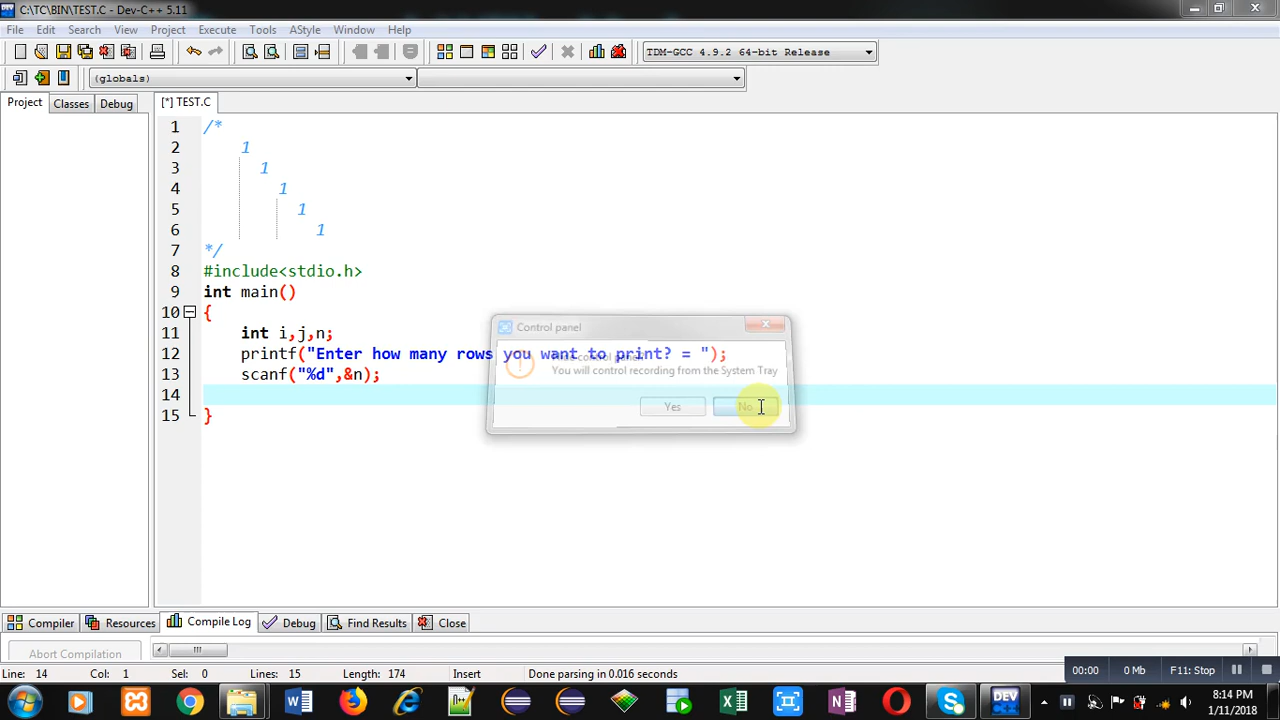 C:\TC\BIN\TEST.C - Dev-C++ 5.11
File Edit Search View Project Execute Tools AStyle Window Help
TDM-GCC 4.9.2 64-bit Release
(globals)
Project Classes Debug [*] TEST.C
1 /*
2 1
3 1
4 1
5 1
6 1
7 */
8 #include<stdio.h>
9 int main()
10 {
11 int i,j,n;
12 printf("Enter how many rows you want to print? = ");
13 scanf("%d",&n);
14
15 }
Control panel
control panel
You will control recording from the System Tray
Yes No
Compiler Resources Compile Log Debug Find Results Close
Abort Compilation
Line: 14 Col: 1 Sel: 0 Lines: 15 Length: 174 Insert Done parsing in 0.016 seconds
00:00 0 Mb F11: Stop
W N++ e X N S DEV C++
8:14 PM
1/11/2018